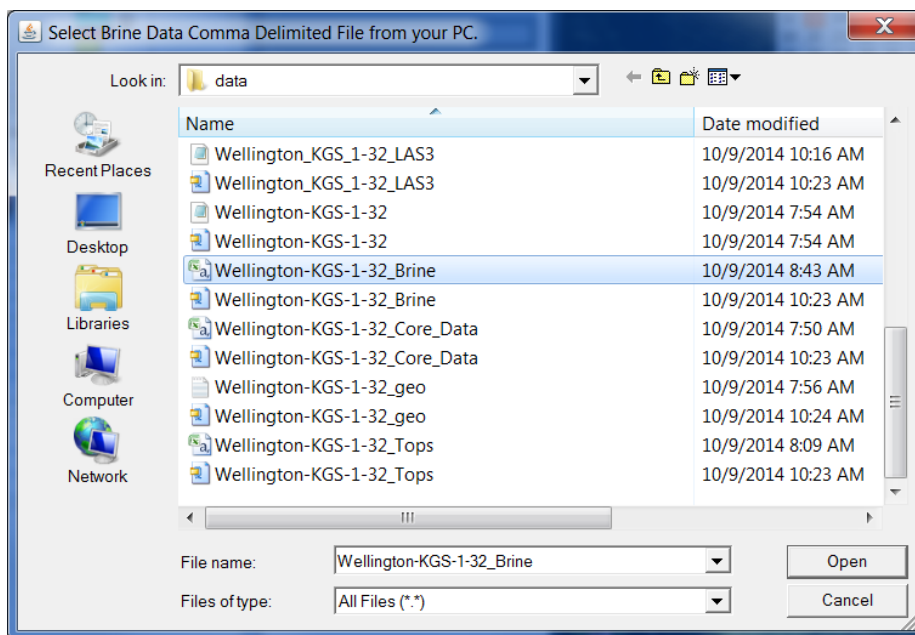 Select Brine Data Comma Delimited File from your PC.
Look in: data
Recent Places
Desktop
Libraries
Computer
Network
Name Date modified
Wellington_KGS_1-32_LAS3 10/9/2014 10:16 AM
Wellington_KGS_1-32_LAS3 10/9/2014 10:23 AM
Wellington-KGS-1-32 10/9/2014 7:54 AM
Wellington-KGS-1-32 10/9/2014 7:54 AM
Wellington-KGS-1-32_Brine 10/9/2014 8:43 AM
Wellington-KGS-1-32_Brine 10/9/2014 10:23 AM
Wellington-KGS-1-32_Core_Data 10/9/2014 7:50 AM
Wellington-KGS-1-32_Core_Data 10/9/2014 10:23 AM
Wellington-KGS-1-32_geo 10/9/2014 7:56 AM
Wellington-KGS-1-32_geo 10/9/2014 10:24 AM
Wellington-KGS-1-32_Tops 10/9/2014 8:09 AM
Wellington-KGS-1-32_Tops 10/9/2014 10:23 AM
File name: Wellington-KGS-1-32_Brine Open
Files of type: All Files (*.*) Cancel